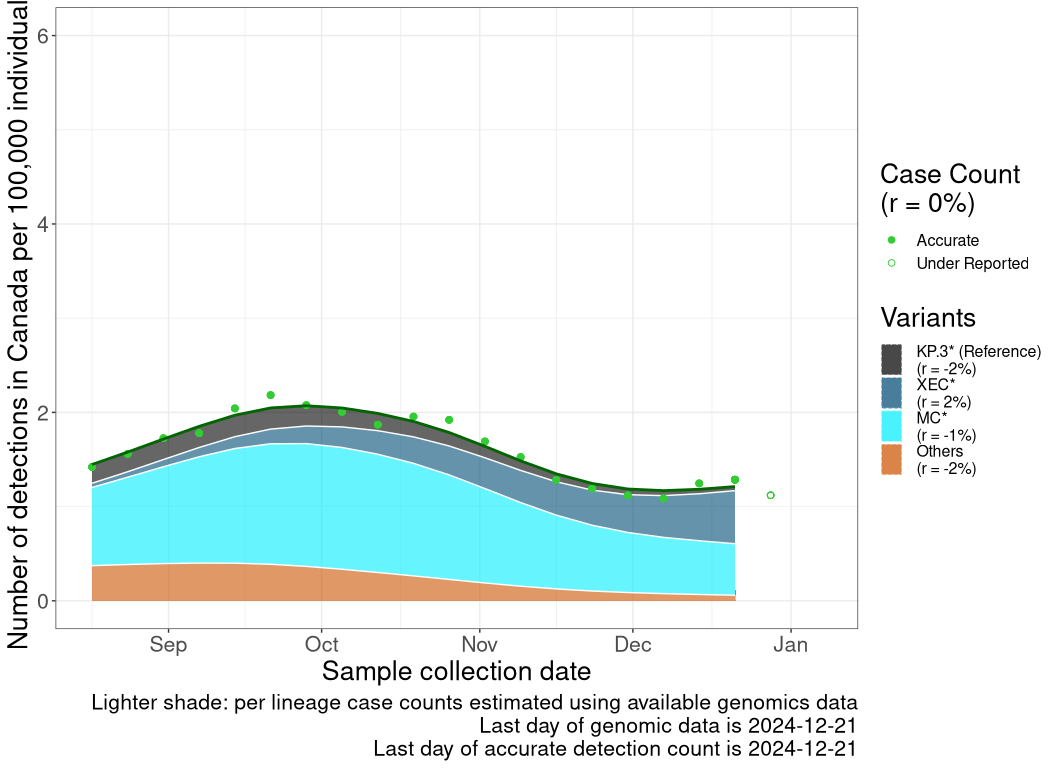 Number of detections in Canada per 100,000 individual
6
4
2
0
Sep Oct Nov Dec Jan
Sample collection date
Lighter shade: per lineage case counts estimated using available genomics data
Last day of genomic data is 2024-12-21
Last day of accurate detection count is 2024-12-21
Case Count
(r = 0%)
Accurate
Under Reported
Variants
KP.3* (Reference)
(r = -2%)
XEC*
(r = 2%)
MC*
(r = -1%)
Others
(r = -2%)